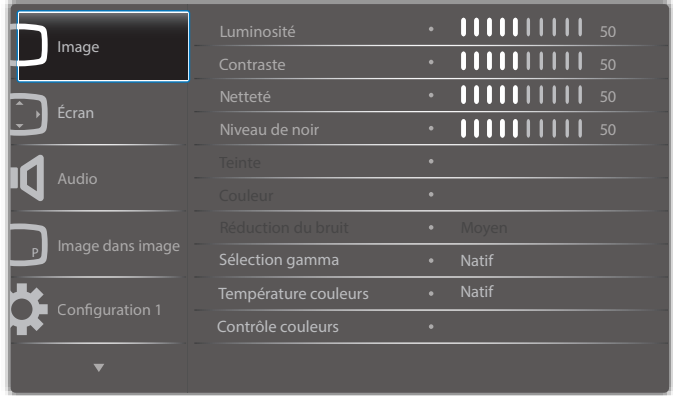 Image
Écran
Audio
P
Image dans image
Configuration 1
Luminosité • 50
Contraste • 50
Netteté • 50
Niveau de noir • 50
Teinte •
Couleur •
Réduction du bruit • Moyen
Sélection gamma • Natif
Température couleurs • Natif
Contrôle couleurs •